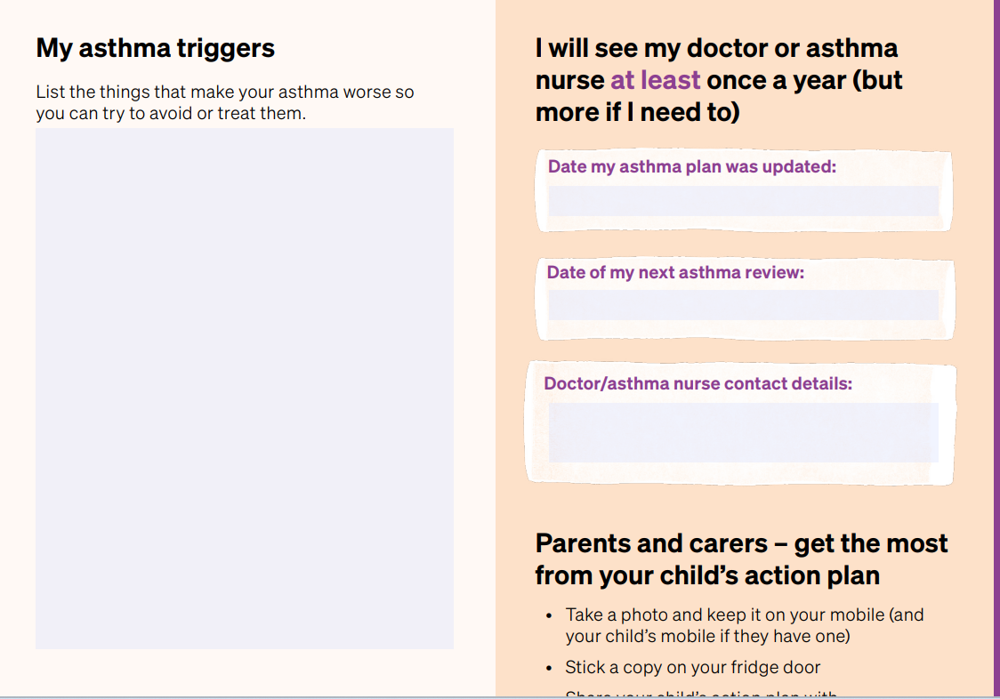 My asthma triggers
List the things that make your asthma worse so
you can try to avoid or treat them.
I will see my doctor or asthma
nurse at least once a year (but
more if I need to)
Date my asthma plan was updated:
Date of my next asthma review:
Doctor/asthma nurse contact details:
Parents and carers – get the most
from your child’s action plan
• Take a photo and keep it on your mobile (and
your child’s mobile if they have one)
• Stick a copy on your fridge door
Share your child’s action plan with